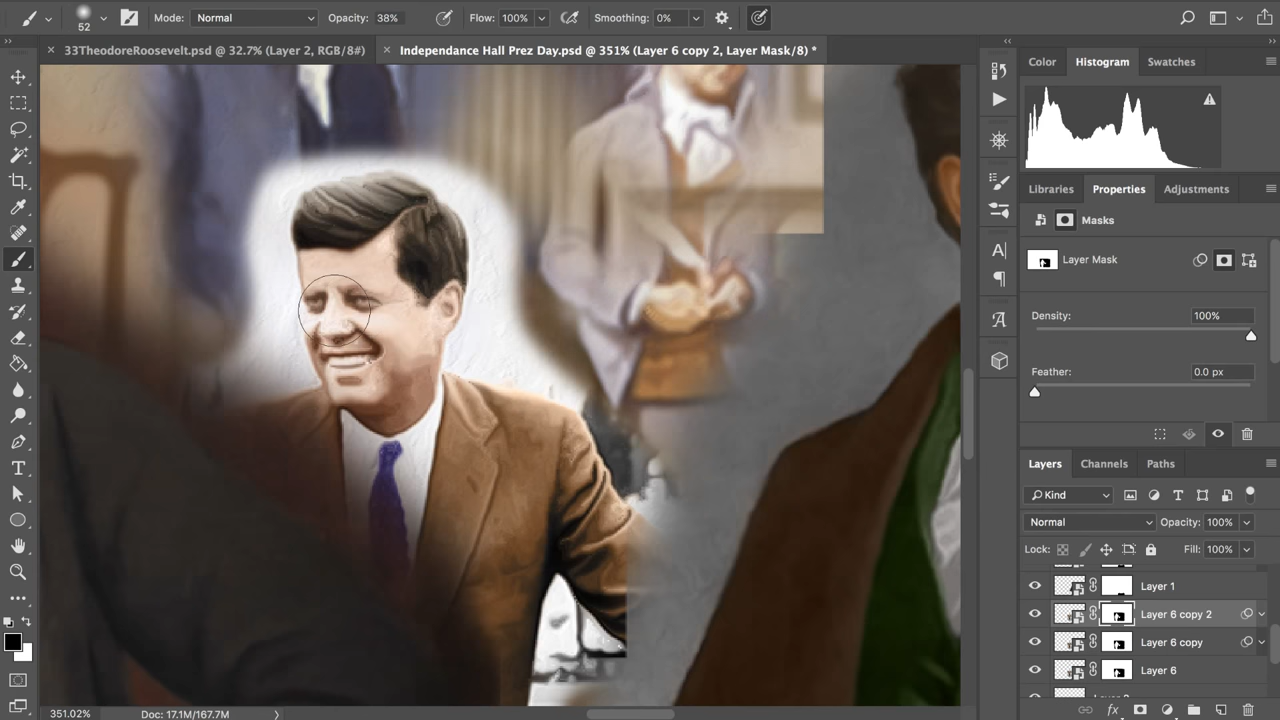 52 Mode: Normal Opacity: 38% Flow: 100% Smoothing: 0%
33TheodoreRoosevelt.psd @ 32.7% (Layer 2, RGB/8#)
Independance Hall Prez Day.psd @ 351% (Layer 6 copy 2, Layer Mask/8) *
Color Histogram Swatches
Libraries Properties Adjustments
Masks
Layer Mask
Density: 100%
Feather: 0.0 px
Layers Channels Paths
Kind
Normal Opacity: 100%
Lock: Fill: 100%
Layer 1
Layer 6 copy 2
Layer 6 copy
Layer 6
351.02% Doc: 17.1M/167.7M